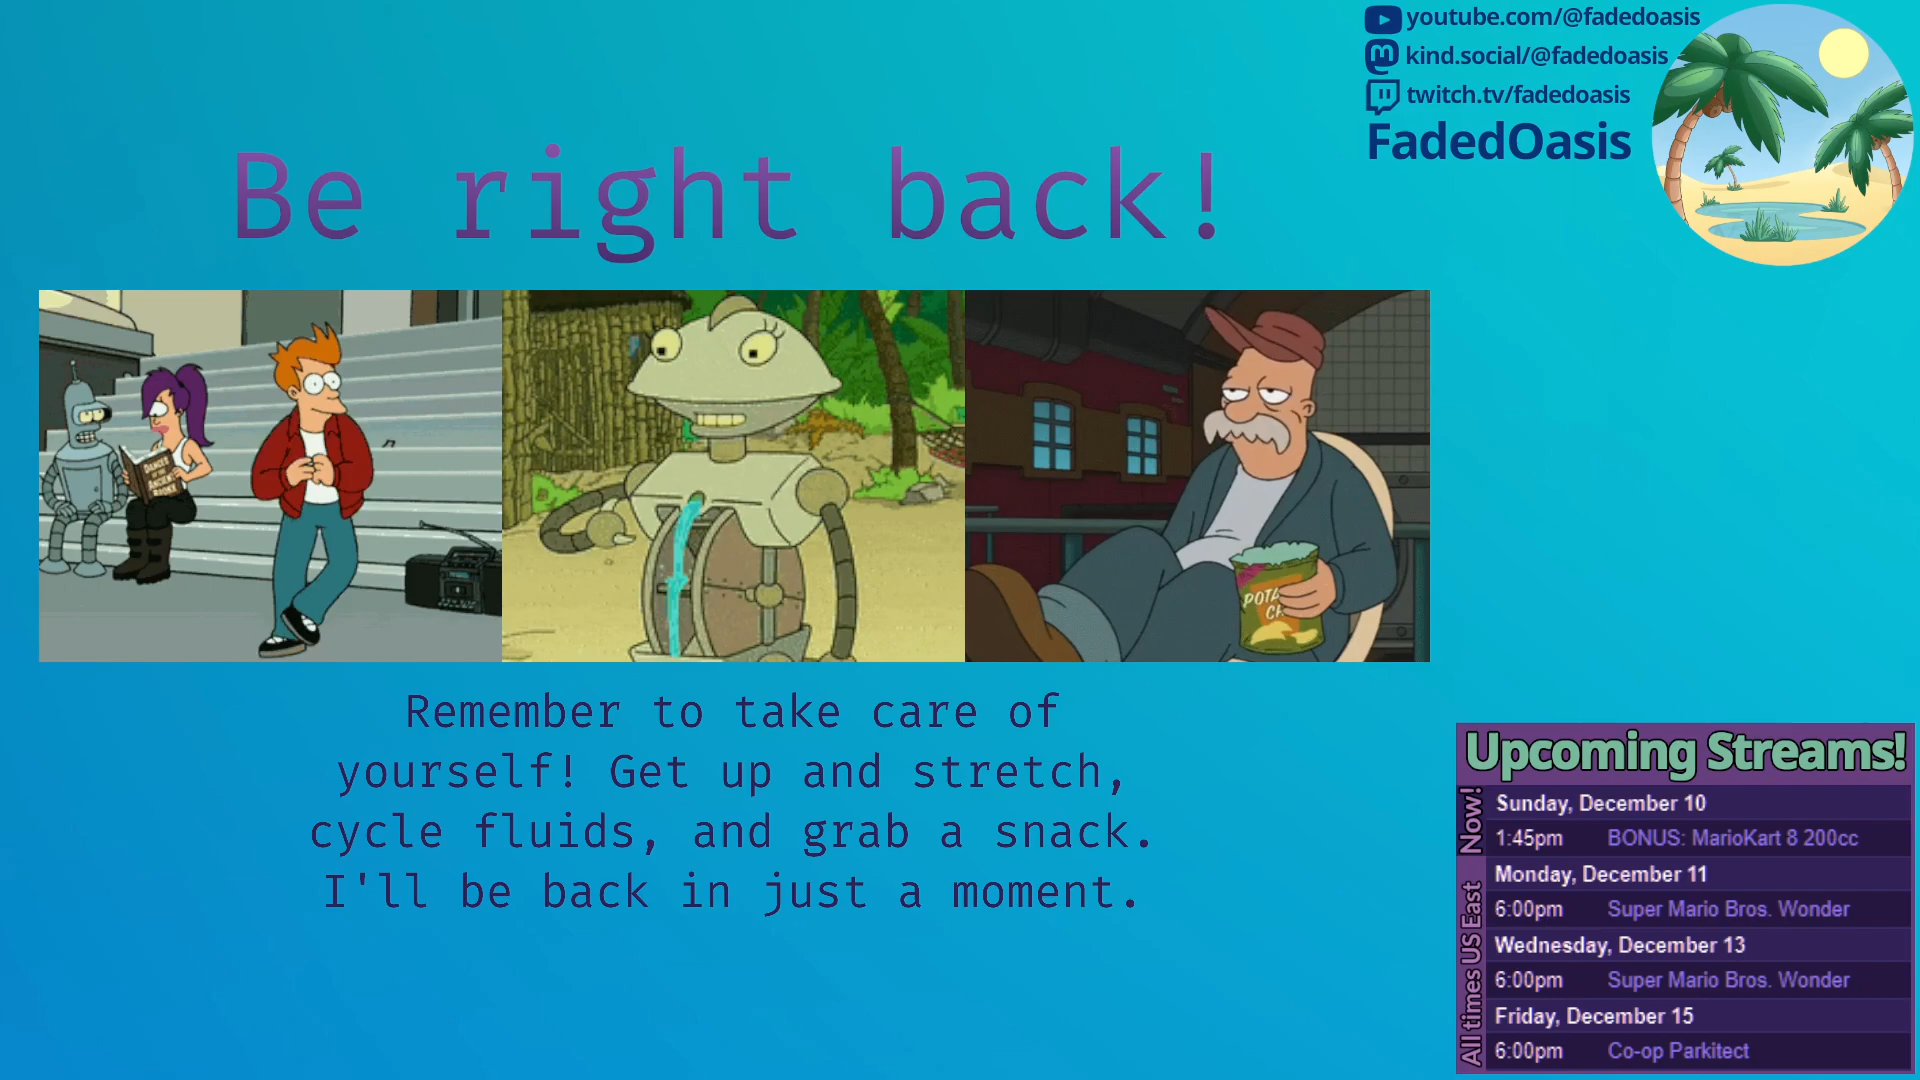 youtube.com/@fadedoasis
kind.social/@fadedoasis
twitch.tv/fadedoasis
FadedOasis
Be right back!
POTA
CH
Remember to take care of
yourself! Get up and stretch,
cycle fluids, and grab a snack.
I'll be back in just a moment.
Upcoming Streams!
Now!
Sunday, December 10
1:45pm BONUS: MarioKart 8 200cc
All times US East
Monday, December 11
6:00pm Super Mario Bros. Wonder
Wednesday, December 13
6:00pm Super Mario Bros. Wonder
Friday, December 15
6:00pm Co-op Parkitect